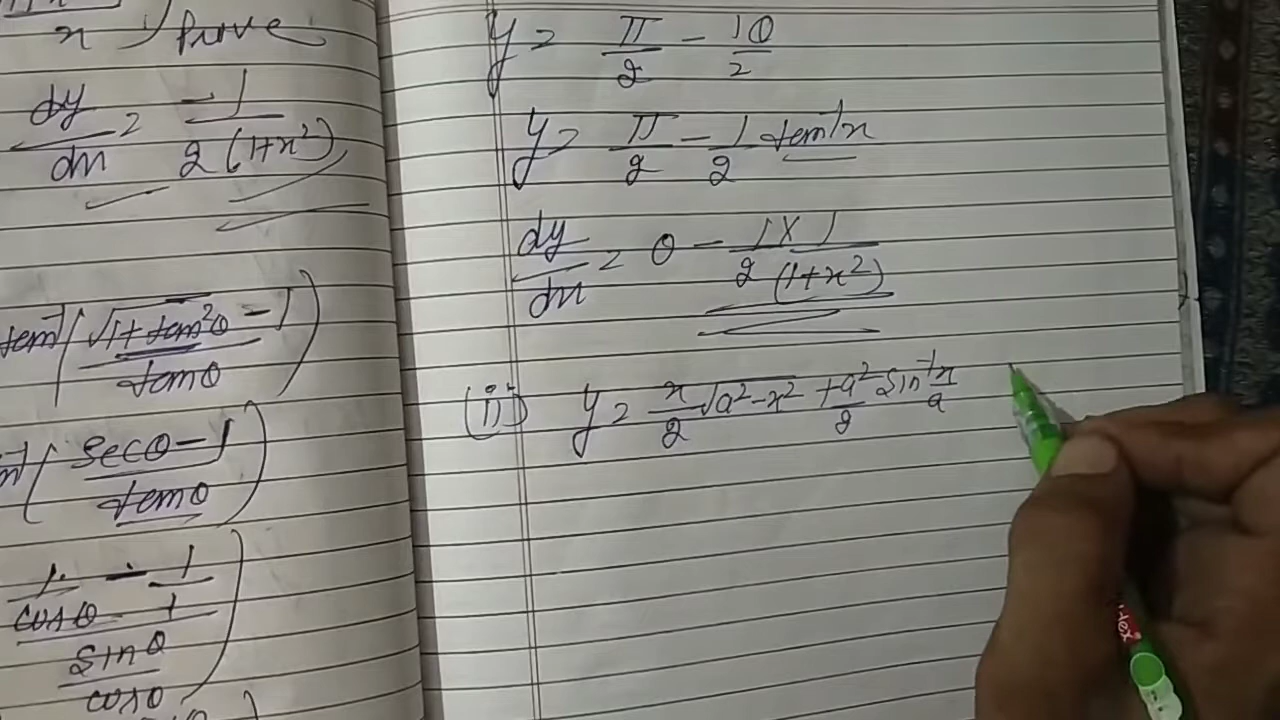 x ) Prove
dy/dx = -1/2(1+x²)
tan⁻¹(√1+tan²θ - 1/tanθ)
(secθ-1/tanθ)
1/cosθ - 1/1
sinθ/cosθ
y = π/2 - 1θ/2
y = π/2 - 1/2 tan⁻¹x
dy/dx = 0 - 1/2 × 1/(1+x²)
(ii) y = x/2 √a²-x² + a²/2 sin⁻¹ x/a